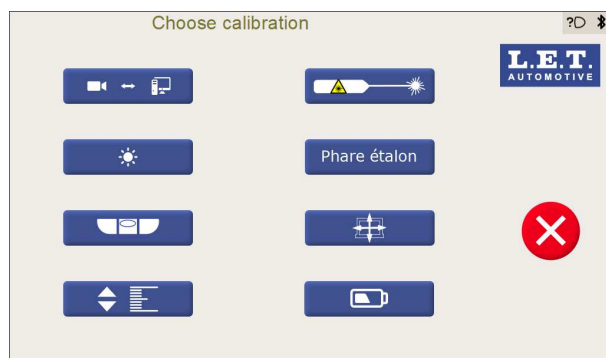 Choose calibration
?D
L.E.T.
AUTOMOTIVE
Phare étalon